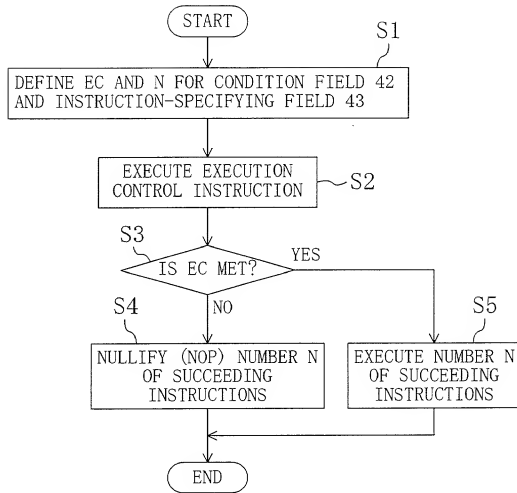 START
S1
DEFINE EC AND N FOR CONDITION FIELD 42
AND INSTRUCTION-SPECIFYING FIELD 43
EXECUTE EXECUTION
CONTROL INSTRUCTION
S2
S3
IS EC MET?
YES
NO
S4
NULLIFY (NOP) NUMBER N
OF SUCCEEDING
INSTRUCTIONS
S5
EXECUTE NUMBER N
OF SUCCEEDING
INSTRUCTIONS
END